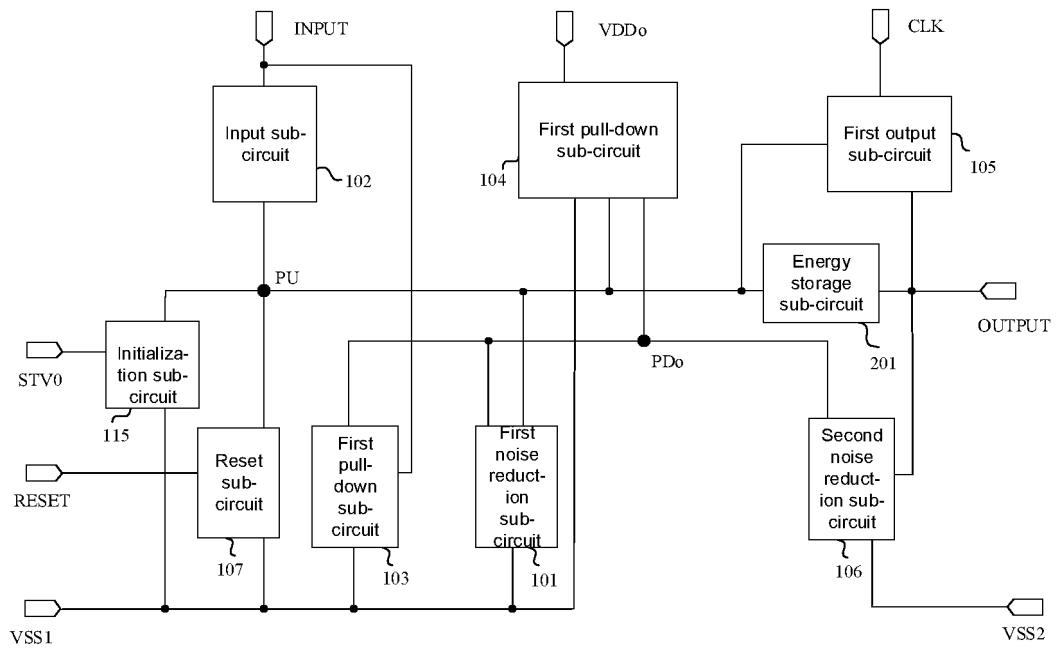 INPUT
VDDo
CLK
Input sub-
circuit
102
First pull-down
sub-circuit
104
First output
sub-circuit
105
PU
Energy
storage
sub-circuit
201
OUTPUT
STV0
Initializa-
tion sub-
circuit
115
PDo
RESET
Reset
sub-
circuit
107
First
pull-
down
sub-
circuit
103
First
noise
reduct-
ion
sub-
circuit
101
Second
noise
reduct-
ion sub-
circuit
106
VSS1
VSS2